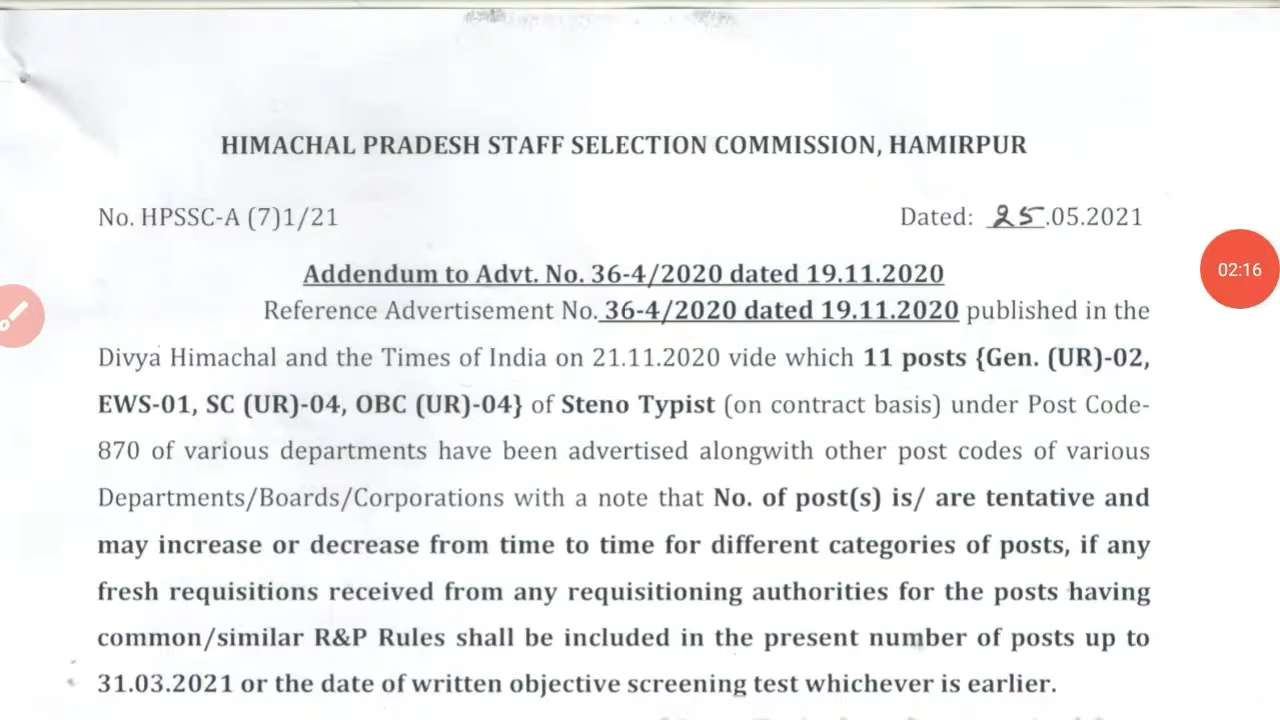 HIMACHAL PRADESH STAFF SELECTION COMMISSION, HAMIRPUR
No. HPSSC-A (7)1/21 Dated: 25.05.2021
Addendum to Advt. No. 36-4/2020 dated 19.11.2020
Reference Advertisement No. 36-4/2020 dated 19.11.2020 published in the
Divya Himachal and the Times of India on 21.11.2020 vide which 11 posts {Gen. (UR)-02,
EWS-01, SC (UR)-04, OBC (UR)-04} of Steno Typist (on contract basis) under Post Code-
870 of various departments have been advertised alongwith other post codes of various
Departments/Boards/Corporations with a note that No. of post(s) is/ are tentative and
may increase or decrease from time to time for different categories of posts, if any
fresh requisitions received from any requisitioning authorities for the posts having
common/similar R&P Rules shall be included in the present number of posts up to
31.03.2021 or the date of written objective screening test whichever is earlier.
02:16